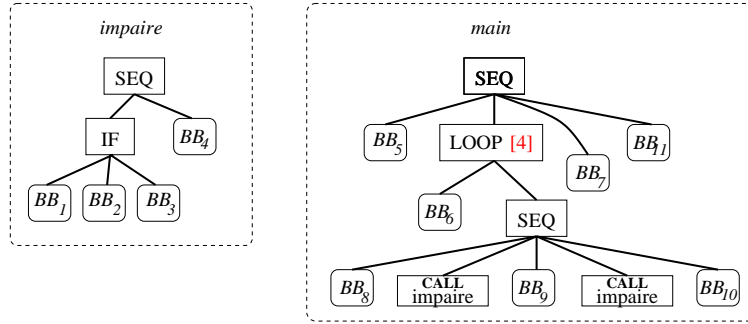 impaire
SEQ
IF
BB4
BB1
BB2
BB3
main
SEQ
BB5
LOOP [4]
BB7
BB11
BB6
SEQ
BB8
CALL
impaire
BB9
CALL
impaire
BB10